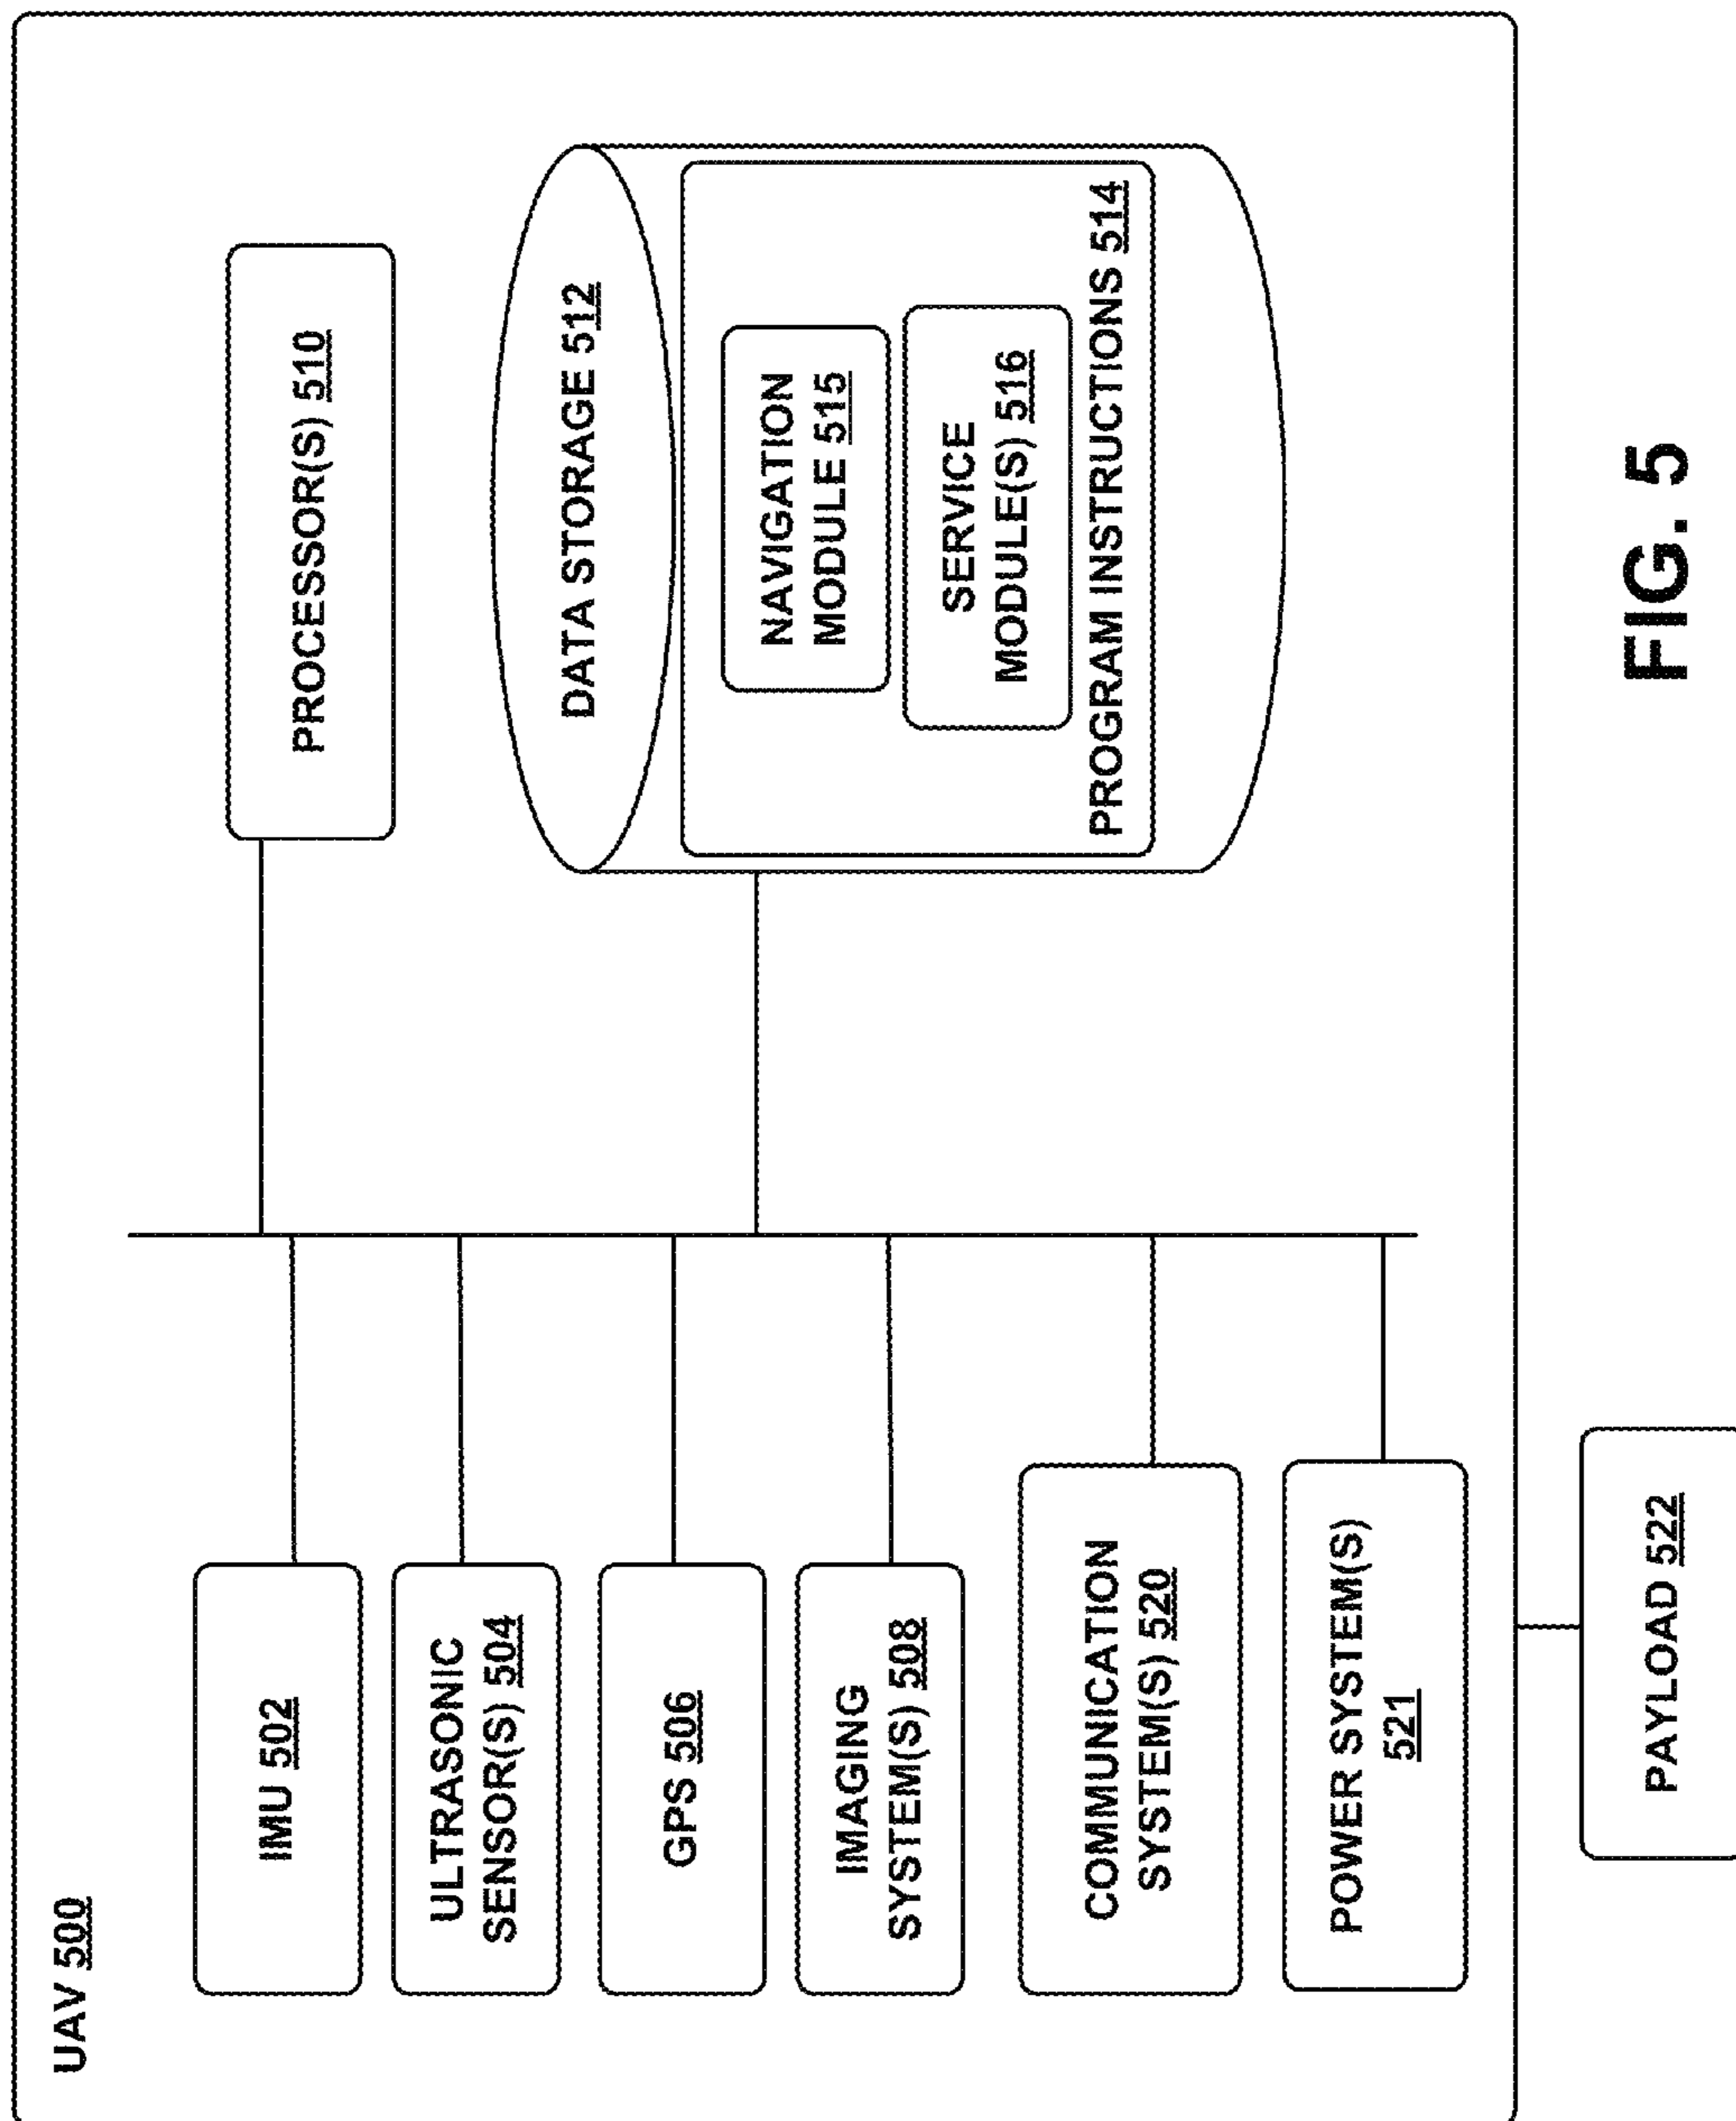 UAV 500
IMU 502
ULTRASONIC
SENSOR(S) 504
GPS 506
IMAGING
SYSTEM(S) 508
COMMUNICATION
SYSTEM(S) 520
POWER SYSTEM(S)
521
PROCESSOR(S) 510
DATA STORAGE 512
NAVIGATION
MODULE 515
SERVICE
MODULE(S) 516
PROGRAM INSTRUCTIONS 514
PAYLOAD 522
FIG. 5